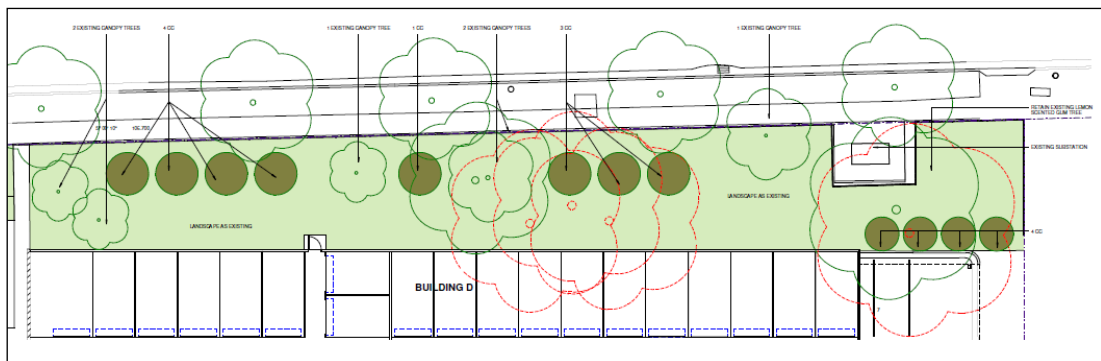 2 EXISTING CANOPY TREES
4 CC
1 EXISTING CANOPY TREE
1 CC
2 EXISTING CANOPY TREES
3 CC
1 EXISTING TREE
RETAIN EXISTING LEMON
SCENTED GUM TREE
EXISTING SUBSTATION
LANDSCAPE AS EXISTING
LANDSCAPE AS EXISTING
4 CC
BUILDING D
7